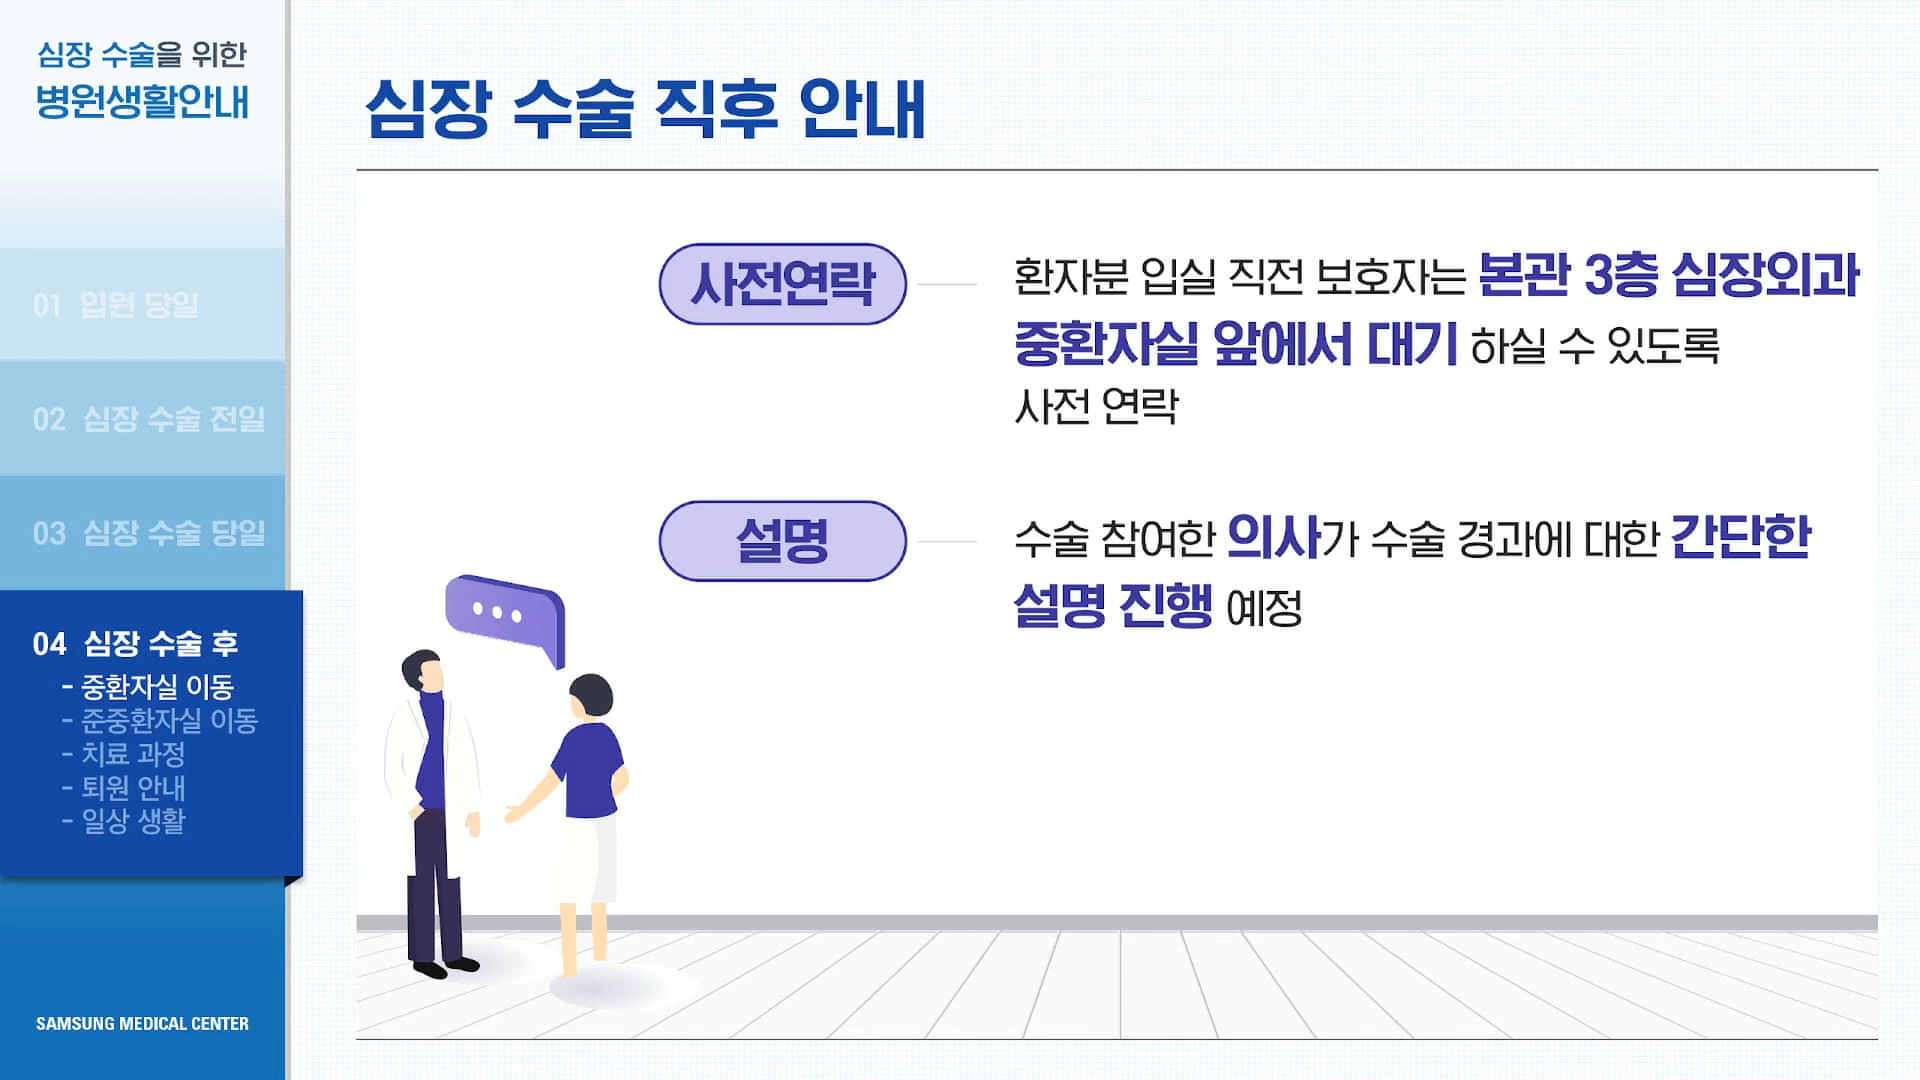 심장 수술을 위한
병원생활안내
01 입원 당일
02 심장 수술 전일
03 심장 수술 당일
04 심장 수술 후
- 중환자실 이동
- 준중환자실 이동
- 치료 과정
- 퇴원 안내
- 일상 생활
SAMSUNG MEDICAL CENTER
심장 수술 직후 안내
사전연락
환자분 입실 직전 보호자는 본관 3층 심장외과
중환자실 앞에서 대기 하실 수 있도록
사전 연락
설명
수술 참여한 의사가 수술 경과에 대한 간단한
설명 진행 예정